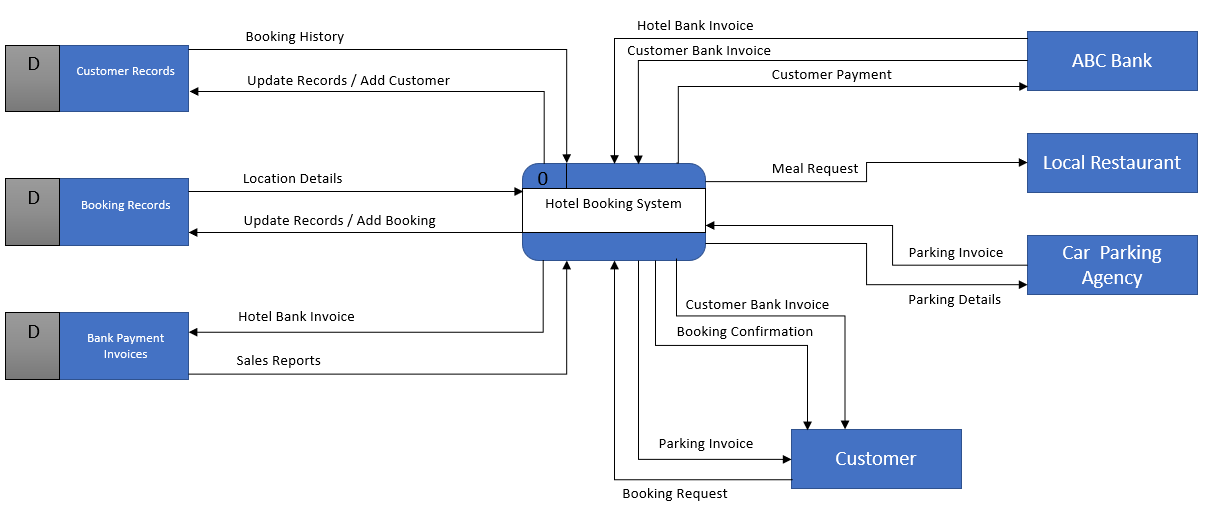 Hotel Bank Invoice
Booking History
Customer Bank Invoice
ABC Bank
D
Customer Records
Update Records / Add Customer
Customer Payment
Local Restaurant
Meal Request
0
Location Details
D
Booking Records
Hotel Booking System
Update Records / Add Booking
Car Parking
Agency
Parking Invoice
Parking Details
Customer Bank Invoice
Hotel Bank Invoice
D
Bank Payment
Invoices
Booking Confirmation
Sales Reports
Parking Invoice
Customer
Booking Request